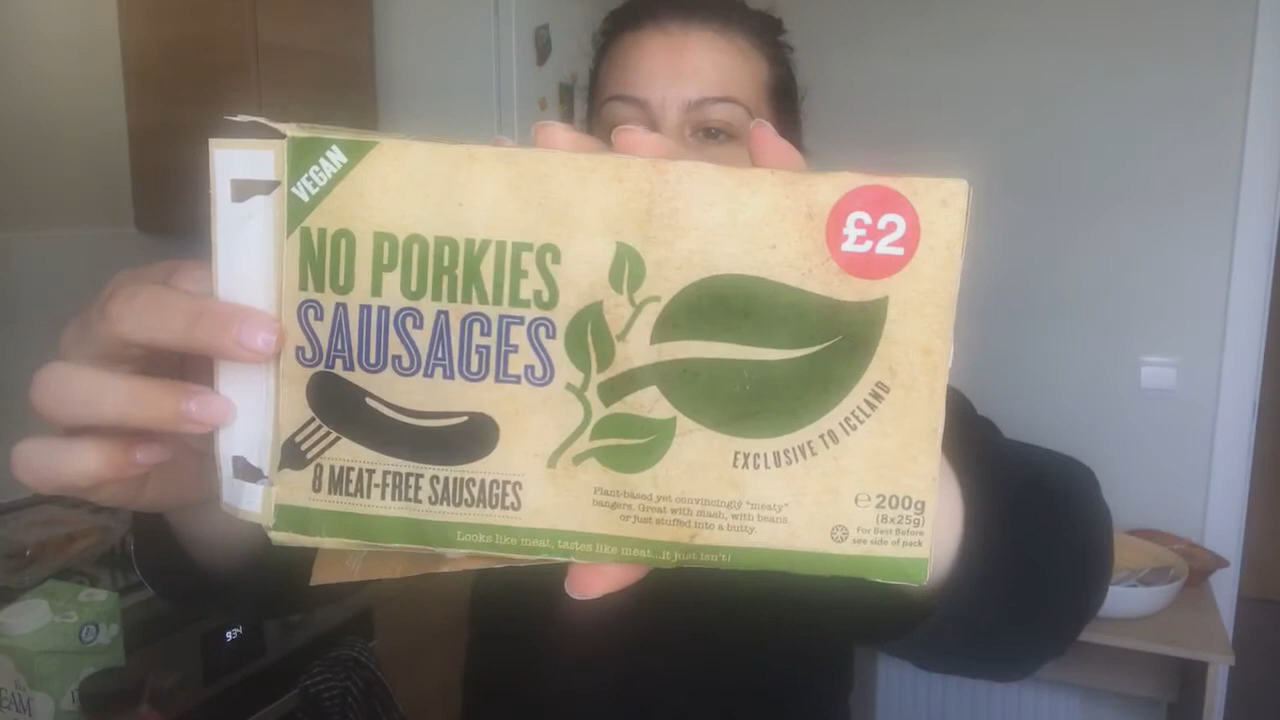 VEGAN
£2
NO PORKIES
SAUSAGES
EXCLUSIVE TO ICELAND
8 MEAT-FREE SAUSAGES
Plant-based yet convincingly "meaty"
bangers. Great with mash, with beans,
or just stuffed into a butty.
℮ 200g
(8x25g)
For Best Before
see side of pack
Looks like meat, tastes like meat...it just isn't!
9:34